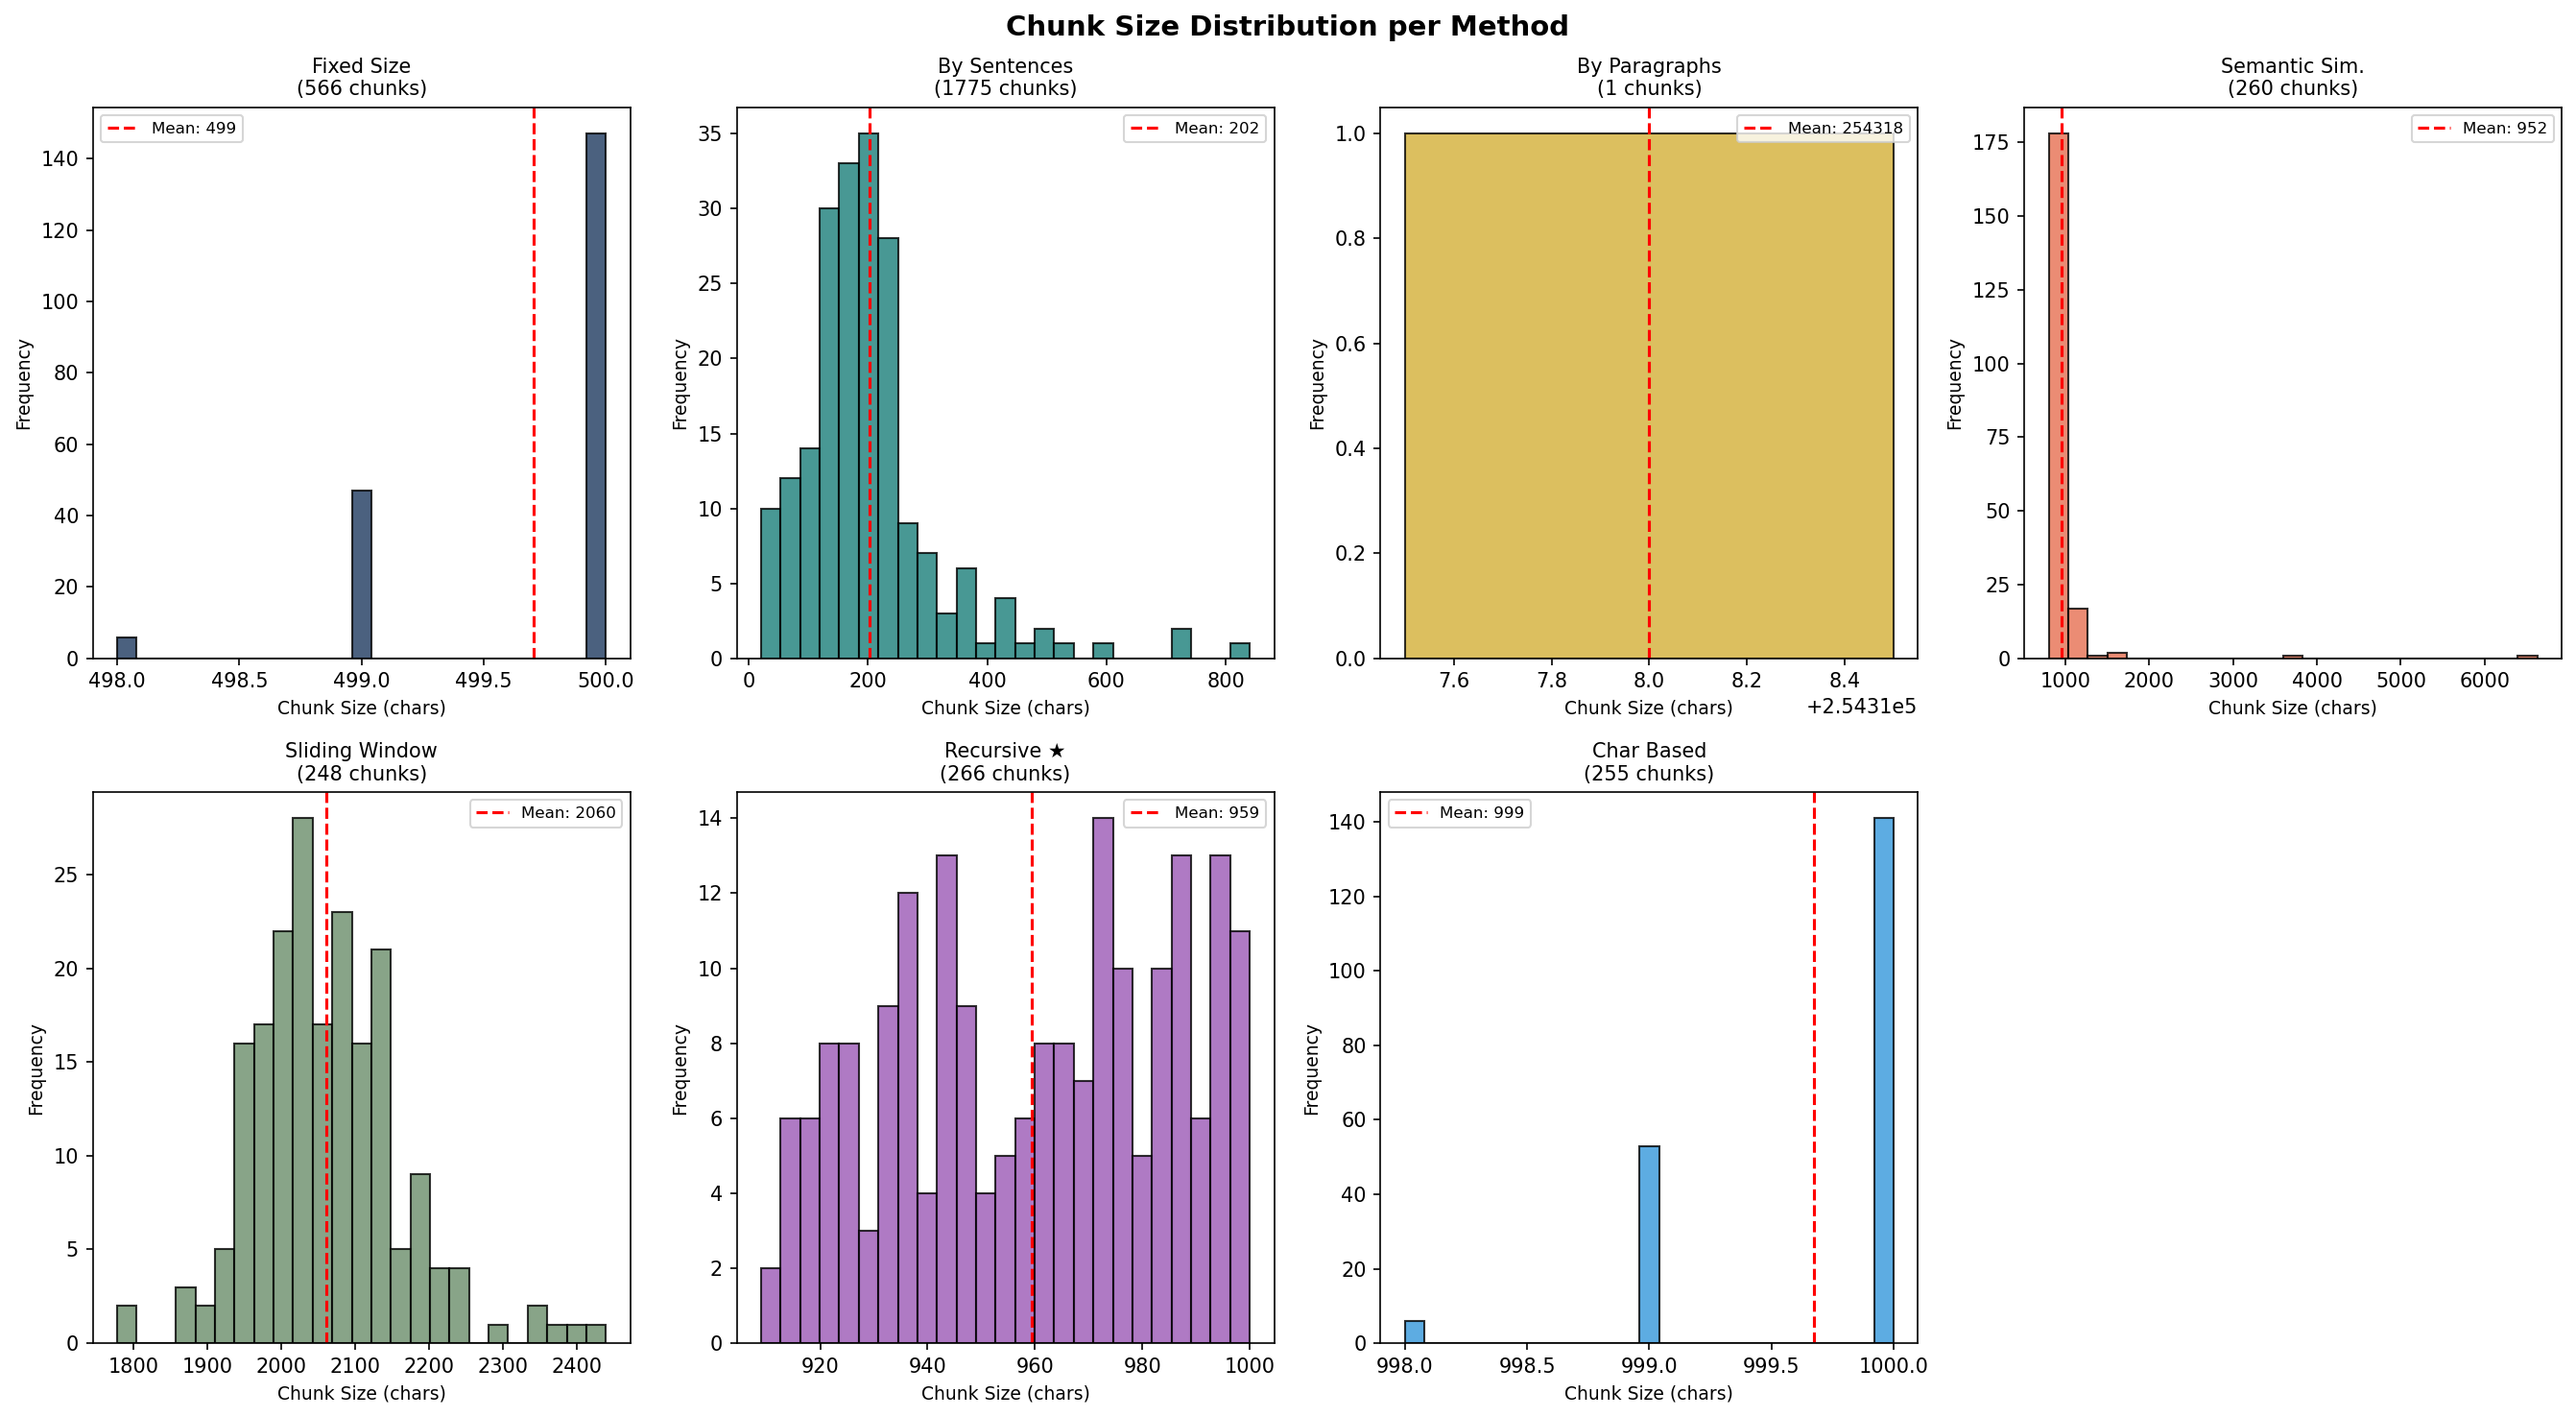 Chunk Size Distribution per Method
Fixed Size
(566 chunks)
Mean: 499
Frequency
140
120
100
80
60
40
20
0
498.0 498.5 499.0 499.5 500.0
Chunk Size (chars)
By Sentences
(1775 chunks)
Mean: 202
Frequency
35
30
25
20
15
10
5
0
0 200 400 600 800
Chunk Size (chars)
By Paragraphs
(1 chunks)
Mean: 254318
Frequency
1.0
0.8
0.6
0.4
0.2
0.0
7.6 7.8 8.0 8.2 8.4
Chunk Size (chars)
+2.5431e5
Semantic Sim.
(260 chunks)
Mean: 952
Frequency
175
150
125
100
75
50
25
0
1000 2000 3000 4000 5000 6000
Chunk Size (chars)
Sliding Window
(248 chunks)
Mean: 2060
Frequency
25
20
15
10
5
0
1800 1900 2000 2100 2200 2300 2400
Chunk Size (chars)
Recursive ★
(266 chunks)
Mean: 959
Frequency
14
12
10
8
6
4
2
0
920 940 960 980 1000
Chunk Size (chars)
Char Based
(255 chunks)
Mean: 999
Frequency
140
120
100
80
60
40
20
0
998.0 998.5 999.0 999.5 1000.0
Chunk Size (chars)